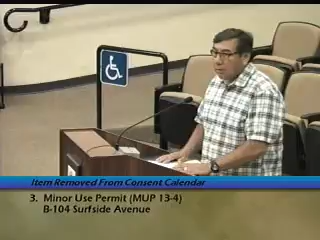 Item Removed From Consent Calendar
3. Minor Use Permit (MUP 13-4)
B-104 Surfside Avenue